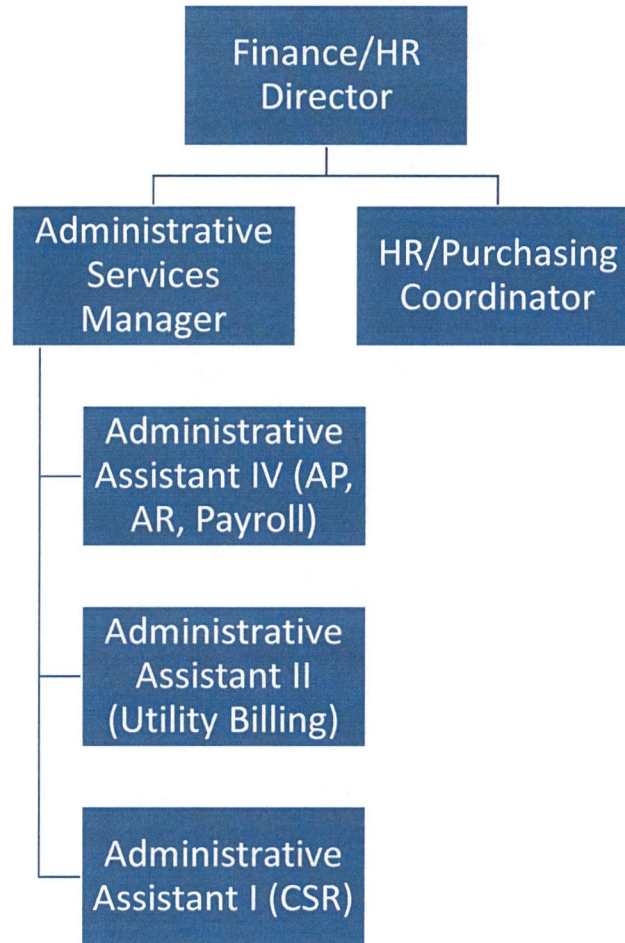 Finance/HR
Director
Administrative
Services
Manager
HR/Purchasing
Coordinator
Administrative
Assistant IV (AP,
AR, Payroll)
Administrative
Assistant II
(Utility Billing)
Administrative
Assistant I (CSR)